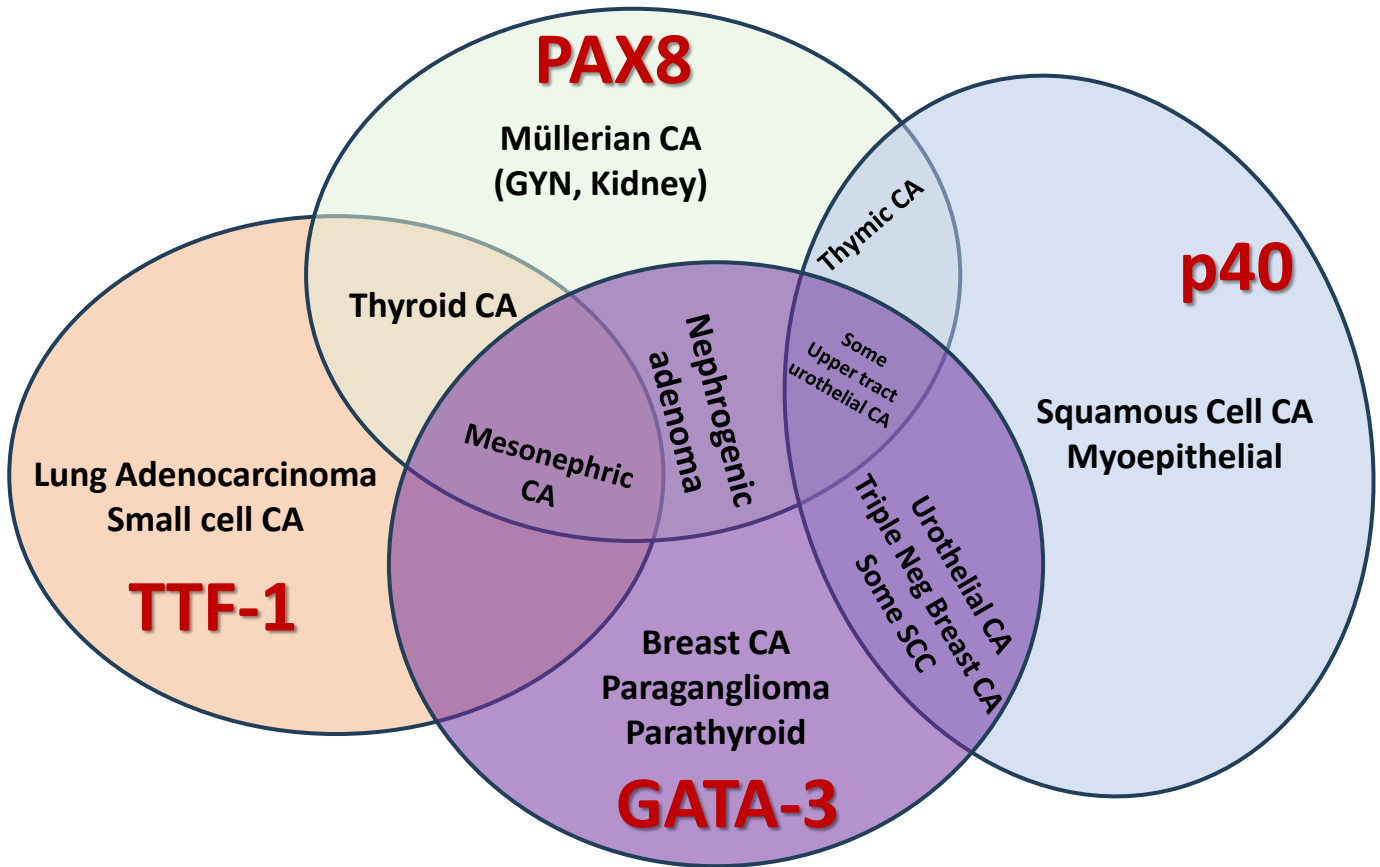 PAX8
Müllerian CA
(GYN, Kidney)
Thymic CA
p40
Thyroid CA
Nephrogenic
adenoma
Some
Upper tract
urothelial CA
Squamous Cell CA
Myoepithelial
Mesonephric
CA
Lung Adenocarcinoma
Small cell CA
TTF-1
Urothelial CA
Triple Neg Breast CA
Some SCC
Breast CA
Paraganglioma
Parathyroid
GATA-3